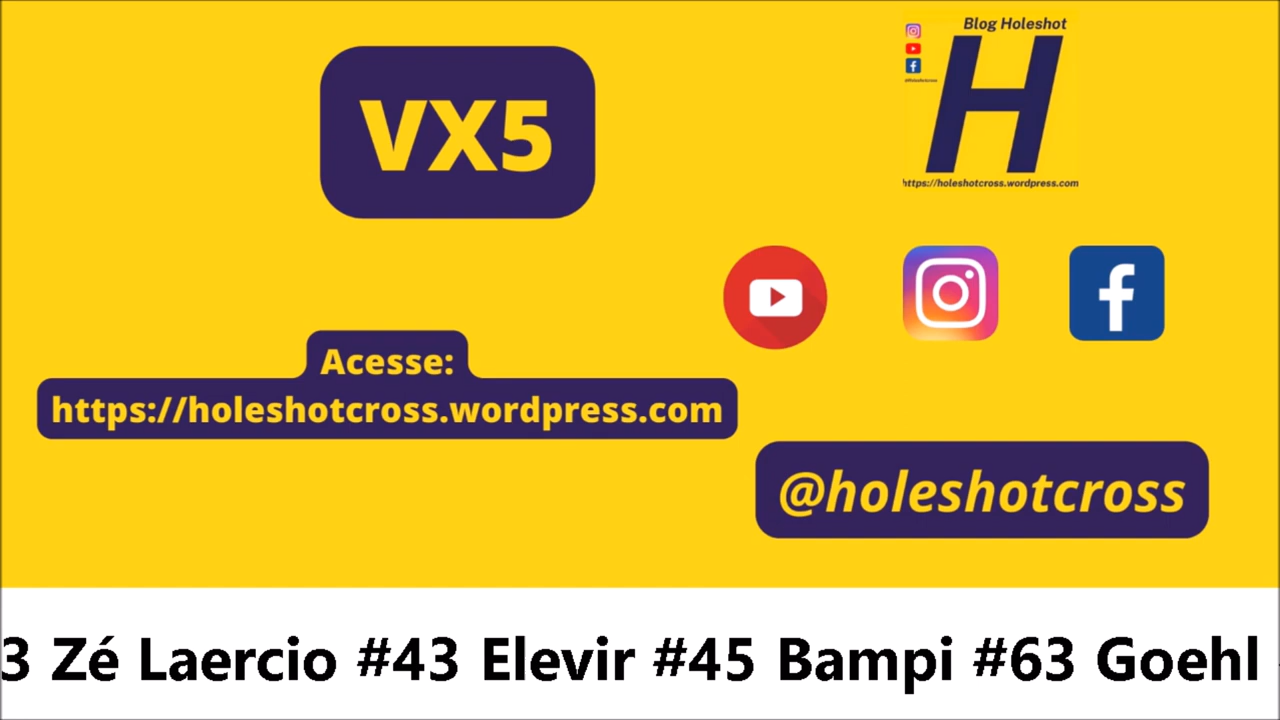 VX5
Blog Holeshot
H
https://holeshotcross.wordpress.com
Acesse:
https://holeshotcross.wordpress.com
@holeshotcross
3 Zé Laercio #43 Elevir #45 Bampi #63 Goehl